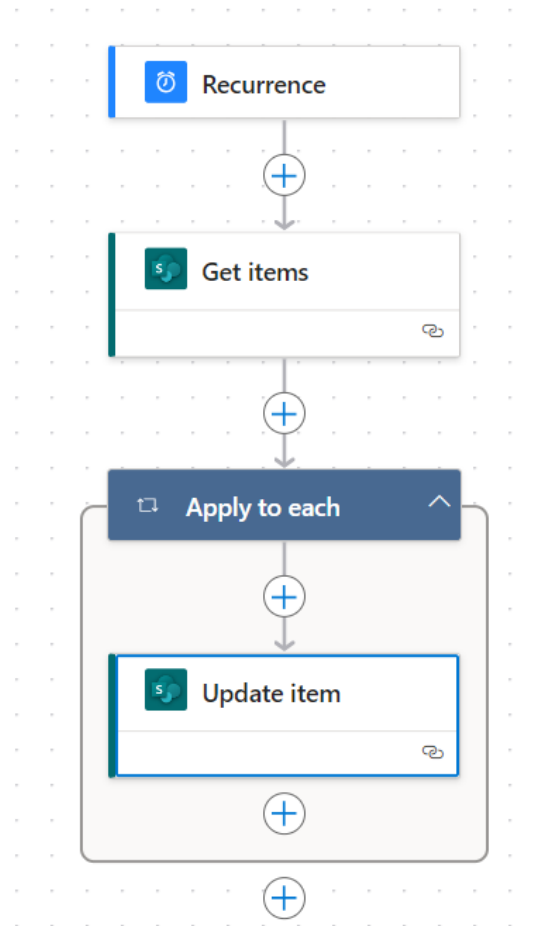 Recurrence
S
Get items
Apply to each
S
Update item